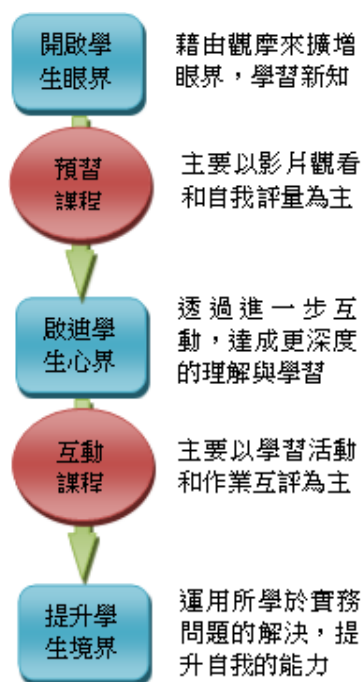 開啟學
生眼界
藉由觀摩來擴增
眼界，學習新知
預習
課程
主要以影片觀看
和自我評量為主
啟迪學
生心界
透過進一步互
動，達成更深度
的理解與學習
互動
課程
主要以學習活動
和作業互評為主
提升學
生境界
運用所學於實務
問題的解決，提
升自我的能力